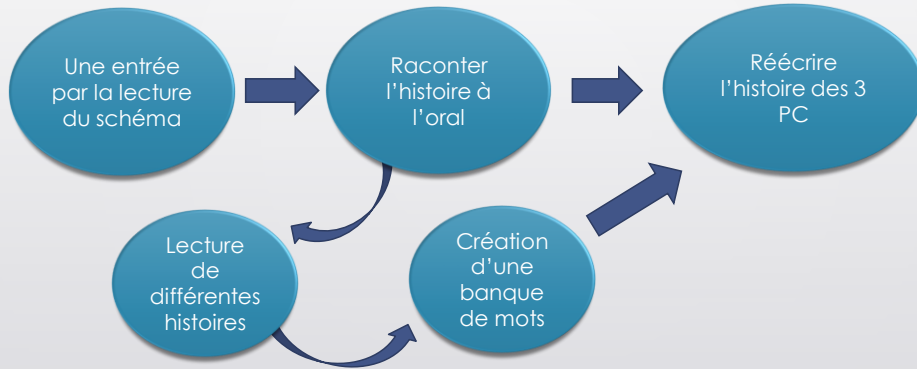 Une entrée
par la lecture
du schéma
Raconter
l'histoire à
l'oral
Réécrire
l'histoire des 3
PC
Lecture
de
différentes
histoires
Création
d'une
banque
de mots